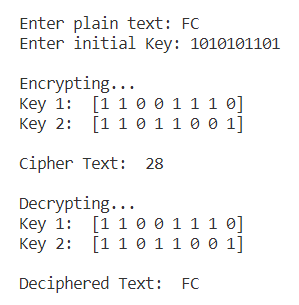 Enter plain text: FC
Enter initial Key: 1010101101
Encrypting...
Key 1:  [1 1 0 0 1 1 1 0]
Key 2:  [1 1 0 1 1 0 0 1]
Cipher Text:  28
Decrypting...
Key 1:  [1 1 0 0 1 1 1 0]
Key 2:  [1 1 0 1 1 0 0 1]
Deciphered Text:  FC